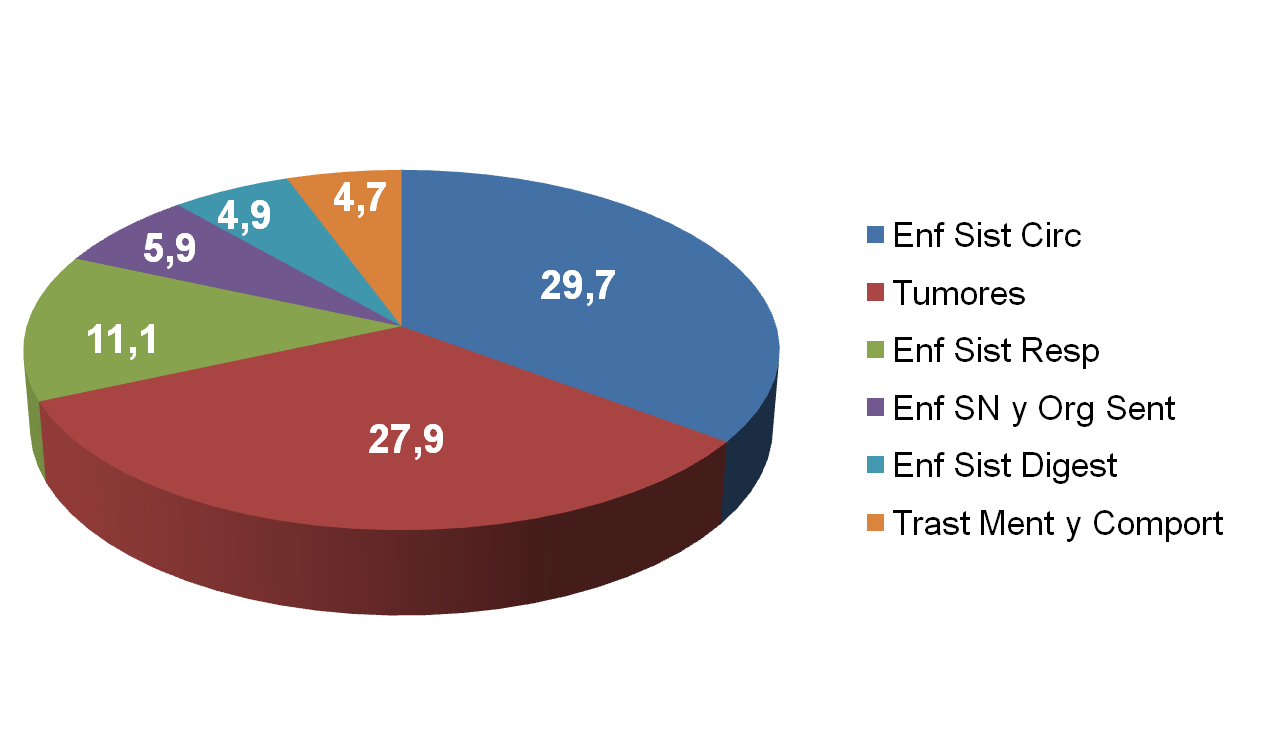 4,7
4,9
5,9
29,7
11,1
27,9
Enf Sist Circ
Tumores
Enf Sist Resp
Enf SN y Org Sent
Enf Sist Digest
Trast Ment y Comport